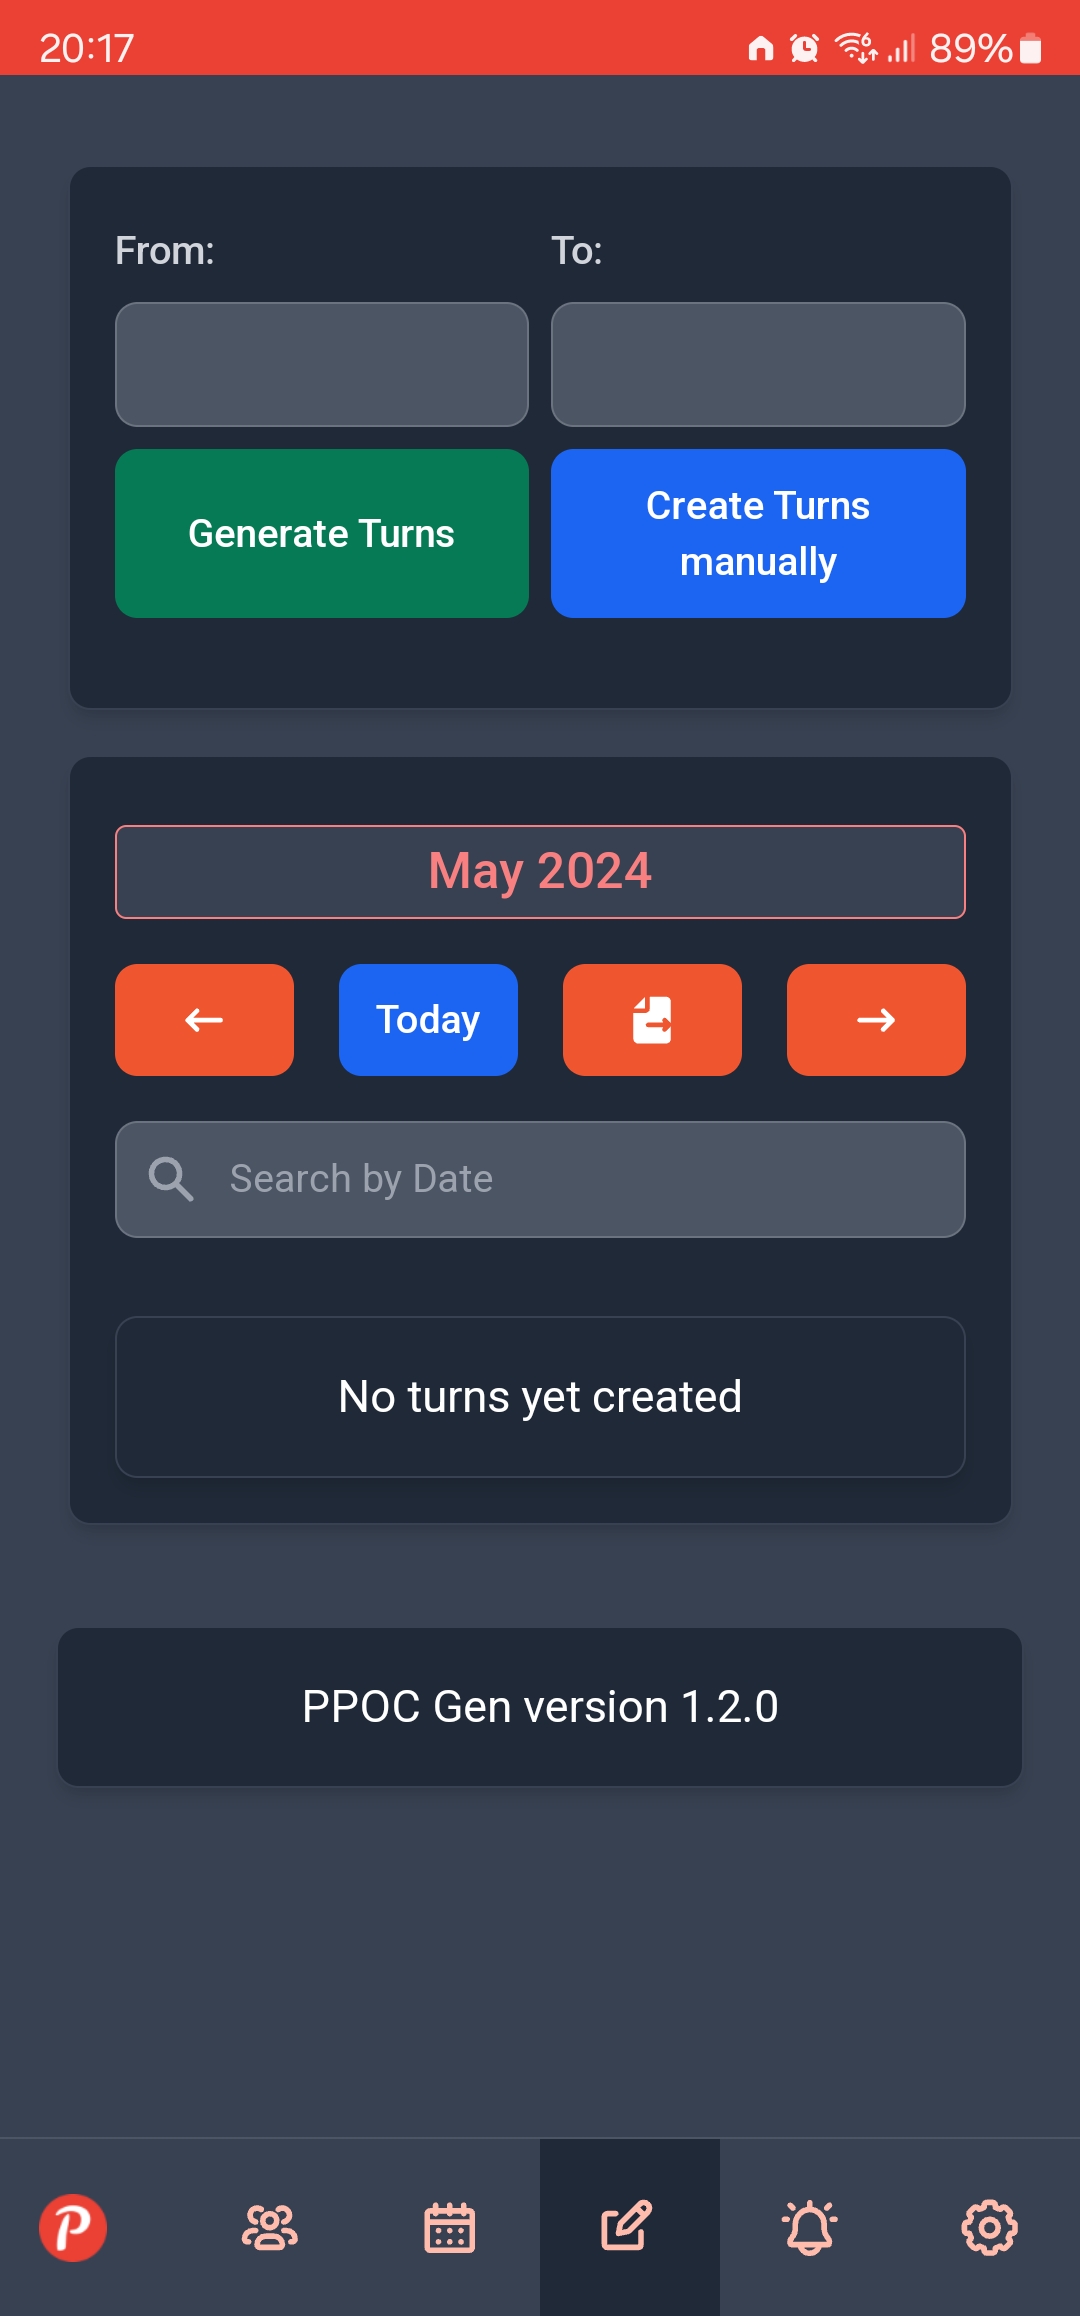 20:17
6
89%
From:
To:
Generate Turns
Create Turns
manually
May 2024
Today
Search by Date
No turns yet created
PPOC Gen version 1.2.0
P